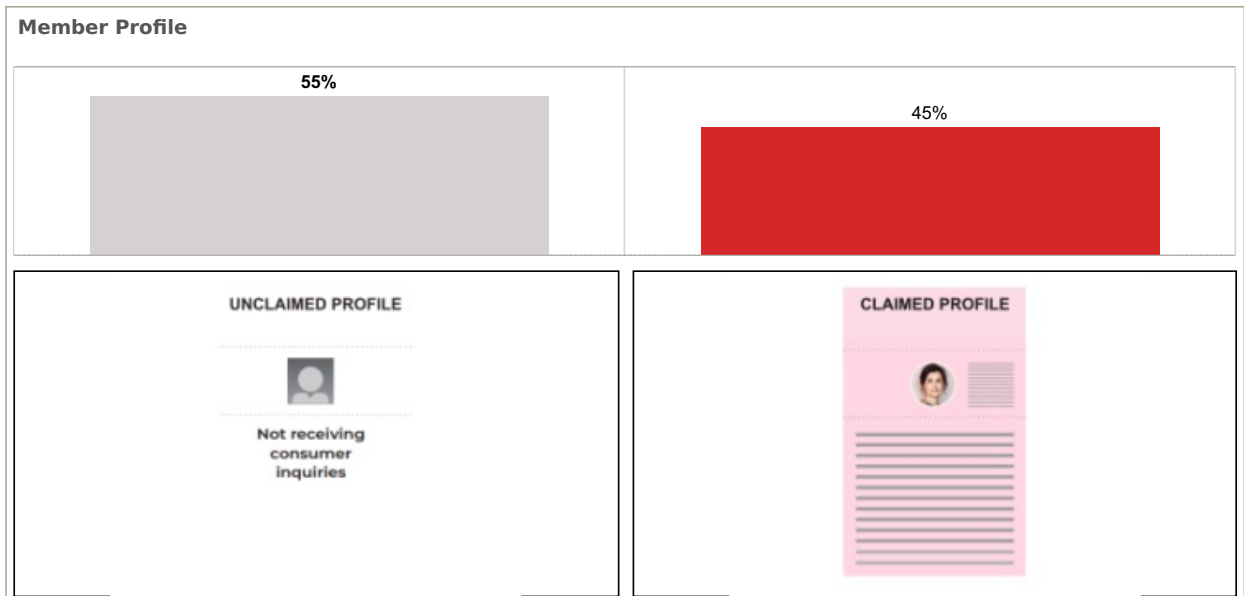 Member Profile
55%
45%
UNCLAIMED PROFILE
Not receiving
consumer
inquiries
CLAIMED PROFILE